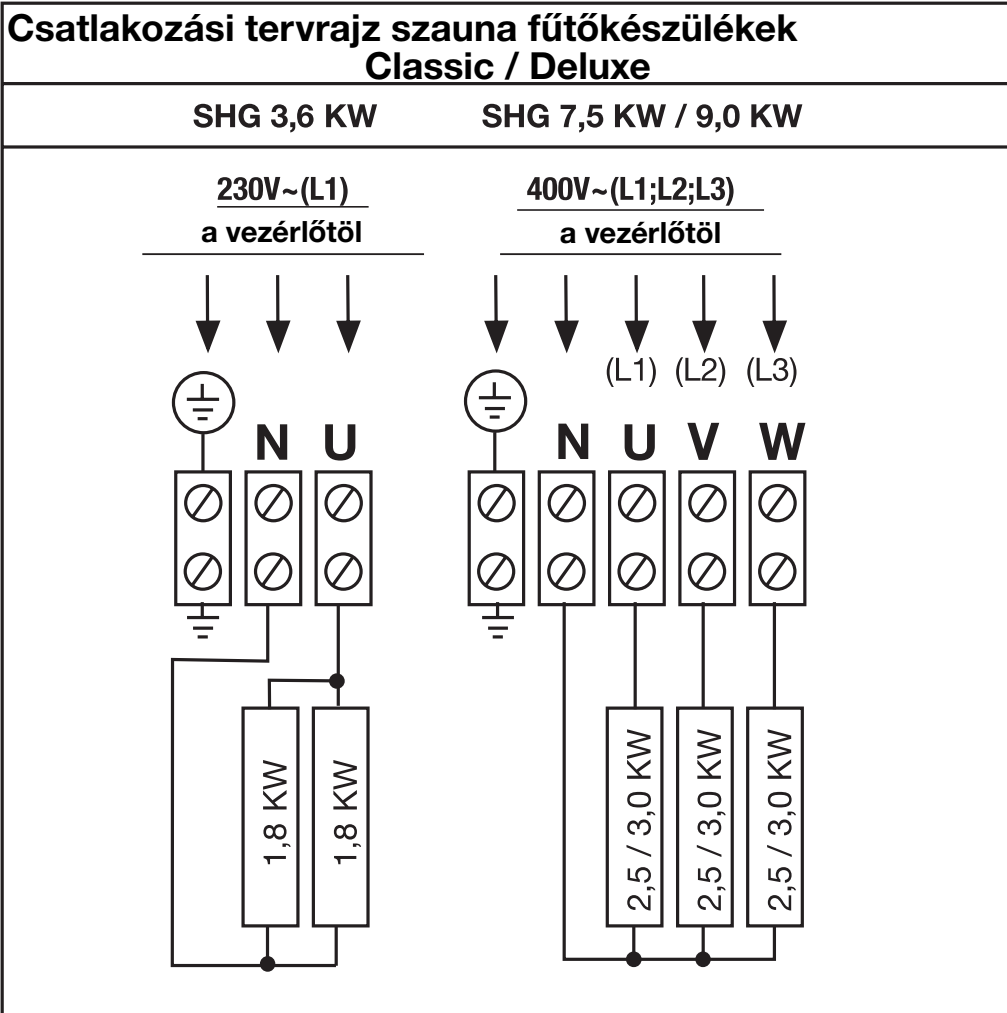 Csatlakozási tervrajz szauna fűtőkészülékek
Classic / Deluxe
SHG 3,6 KW
SHG 7,5 KW / 9,0 KW
230V~(L1)
a vezérlőtöl
400V~(L1;L2;L3)
a vezérlőtöl
(L1) (L2) (L3)
N U
N U V W
1,8 KW
1,8 KW
2,5 / 3,0 KW
2,5 / 3,0 KW
2,5 / 3,0 KW